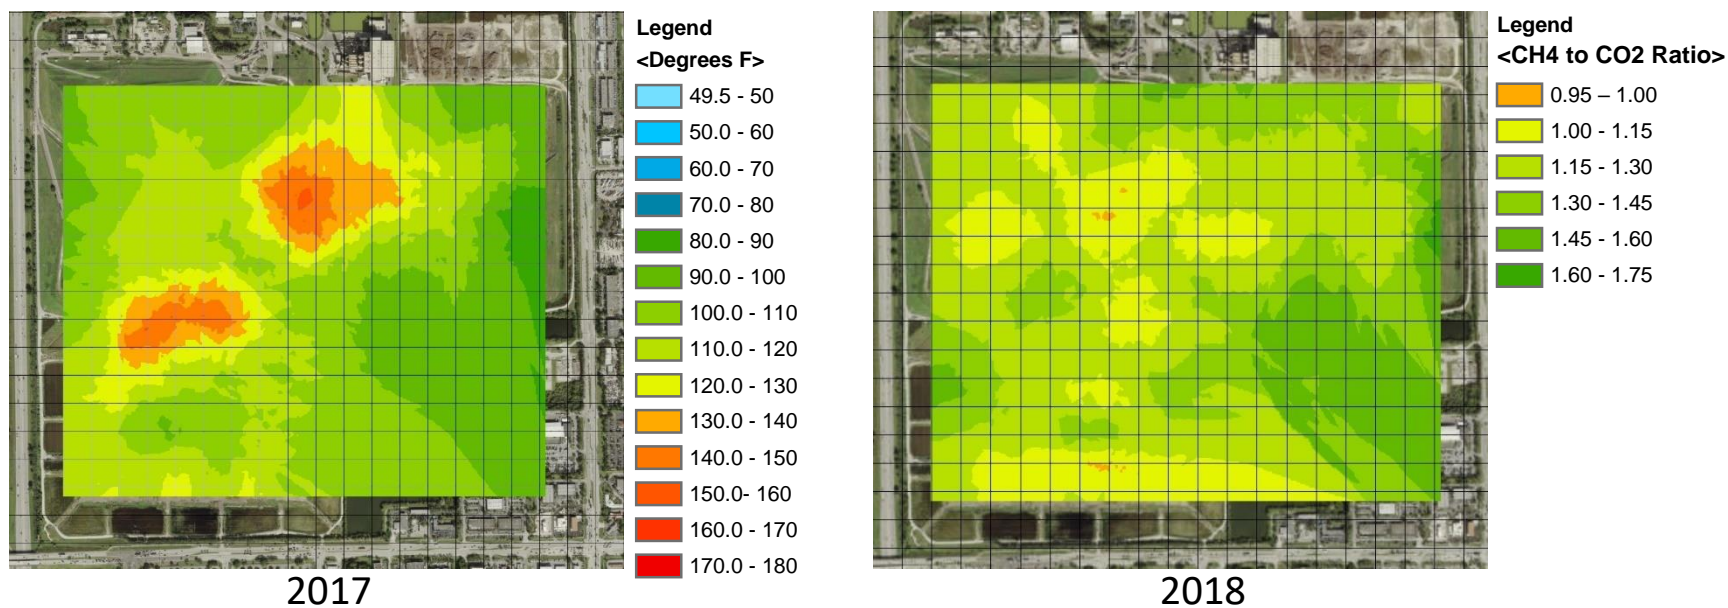 Legend
<Degrees F>
49.5 - 50
50.0 - 60
60.0 - 70
70.0 - 80
80.0 - 90
90.0 - 100
100.0 - 110
110.0 - 120
120.0 - 130
130.0 - 140
140.0 - 150
150.0- 160
160.0 - 170
170.0 - 180
2017
Legend
<CH4 to CO2 Ratio>
0.95 – 1.00
1.00 - 1.15
1.15 - 1.30
1.30 - 1.45
1.45 - 1.60
1.60 - 1.75
2018